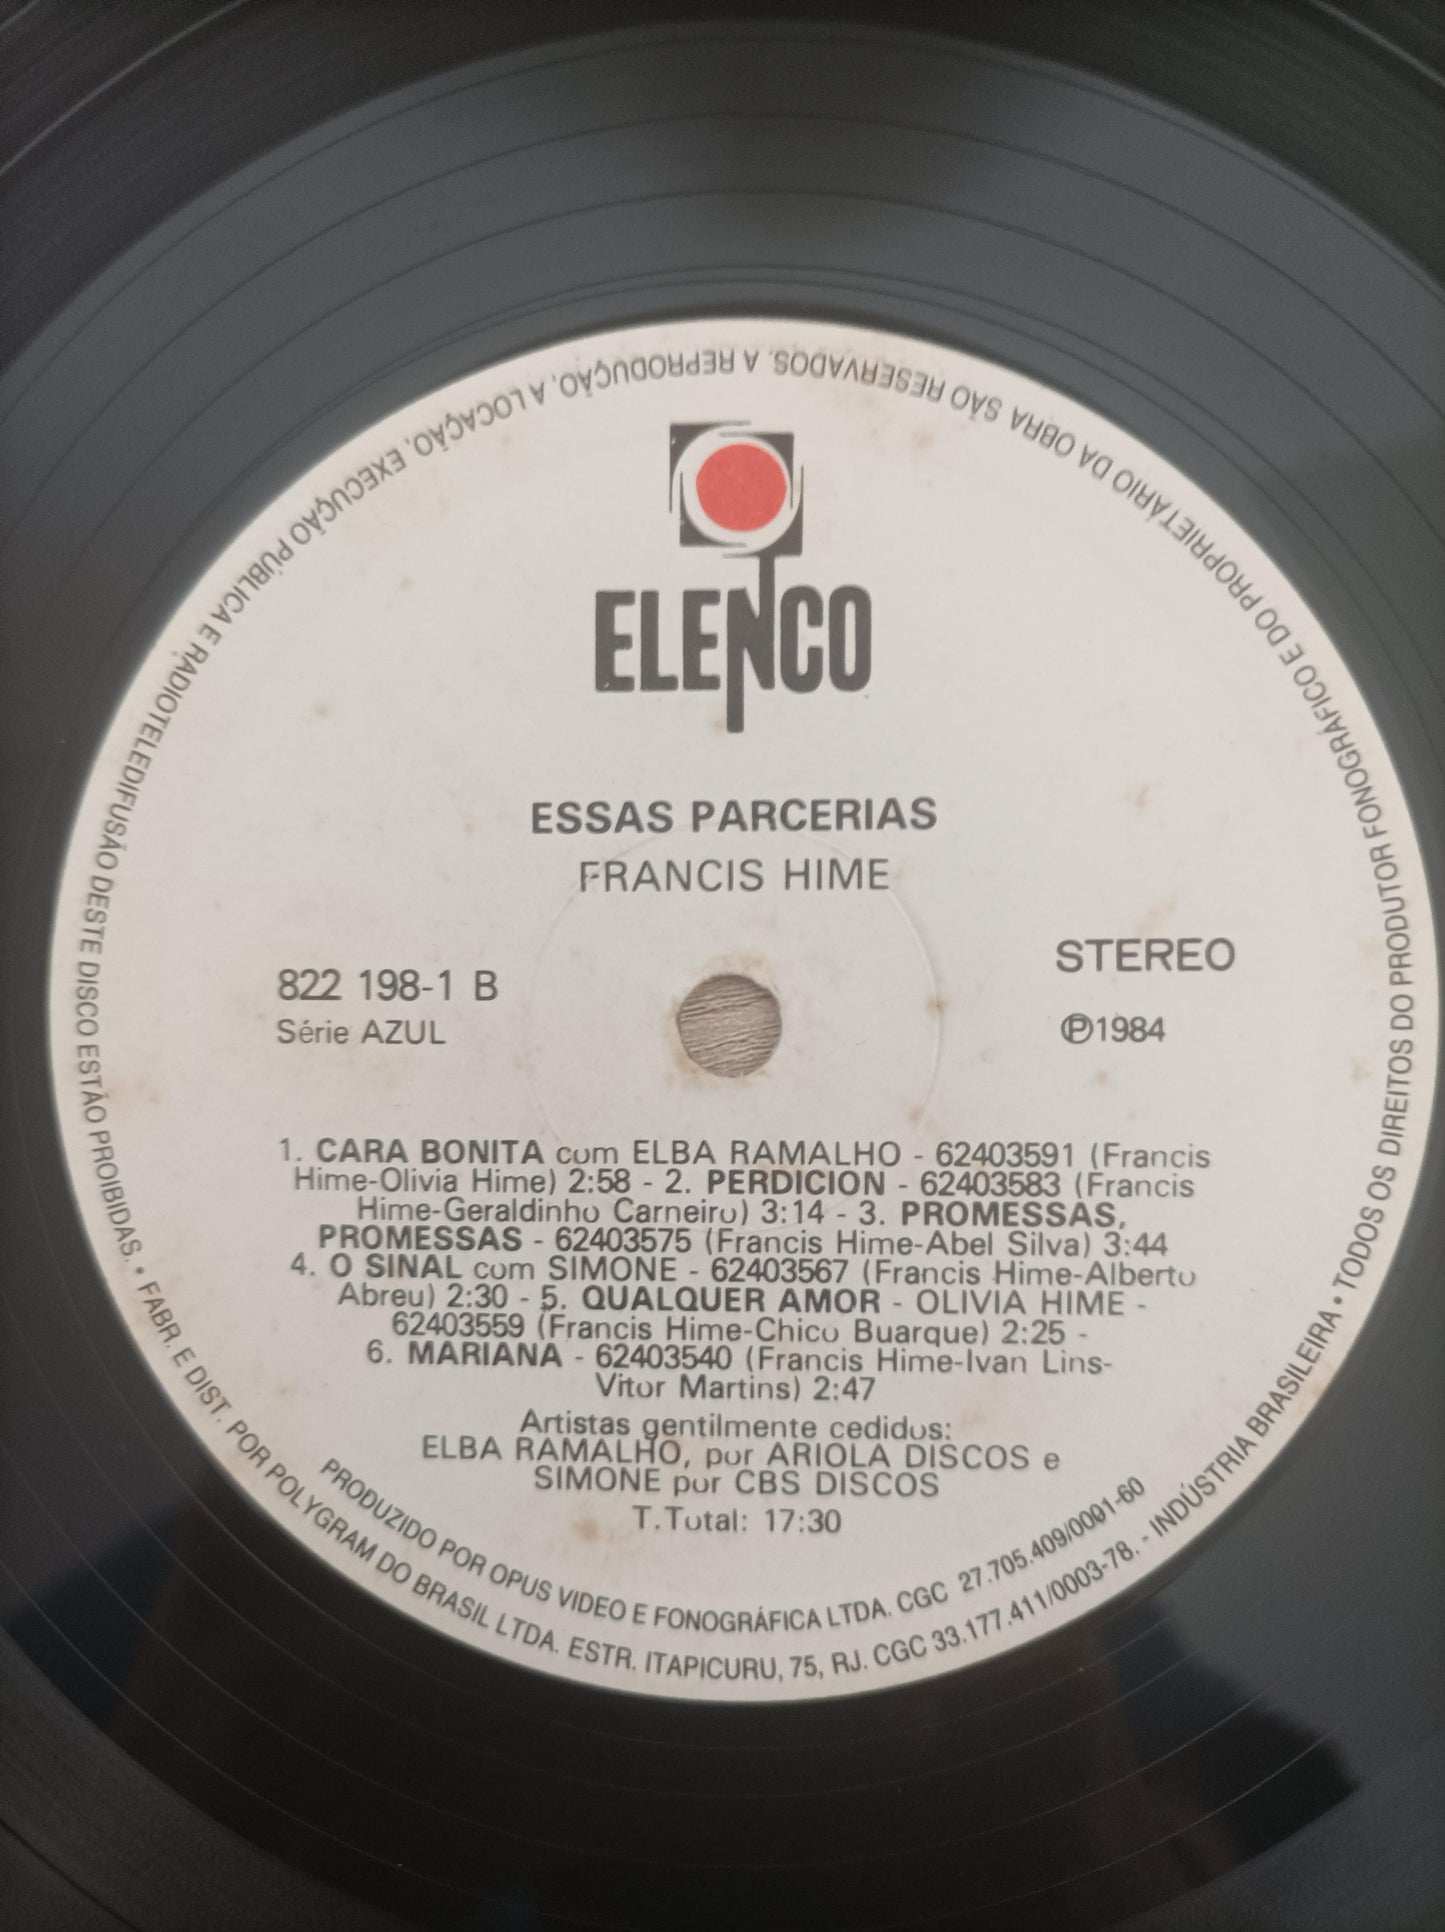 ELENCO
ESSAS PARCERIAS
FRANCIS HIME
822 198-1 B
Série AZUL
STEREO
Ⓟ1984
1. CARA BONITA com ELBA RAMALHO - 62403591 (Francis
Hime-Olivia Hime) 2:58 - 2. PERDICION - 62403583 (Francis
Hime-Geraldinho Carneiro) 3:14 - 3. PROMESSAS,
PROMESSAS - 62403575 (Francis Hime-Abel Silva) 3:44
4. O SINAL com SIMONE - 62403567 (Francis Hime-Alberto
Abreu) 2:30 - 5. QUALQUER AMOR - OLIVIA HIME -
62403559 (Francis Hime-Chico Buarque) 2:25 -
6. MARIANA - 62403540 (Francis Hime-Ivan Lins-
Vitor Martins) 2:47
Artistas gentilmente cedidos:
ELBA RAMALHO, por ARIOLA DISCOS e
SIMONE por CBS DISCOS
T.Total: 17:30
PRODUZIDO POR OPUS VIDEO E FONOGRÁFICA LTDA. CGC 27.705.409/0001-60
• FABR. E DIST. POR POLYGRAM DO BRASIL LTDA. ESTR. ITAPICURU, 75, RJ. CGC 33.177.411/0003-78. - INDÚSTRIA BRASILEIRA • TODOS OS DIREITOS DO PRODUTOR FONOGRÁFICO E DO PROPRIETÁRIO DA OBRA SÃO RESERVADOS. A REPRODUÇÃO, A LOCAÇÃO, EXECUÇÃO PÚBLICA E RADIOTELEDIFUSÃO DESTE DISCO ESTÃO PROIBIDAS.